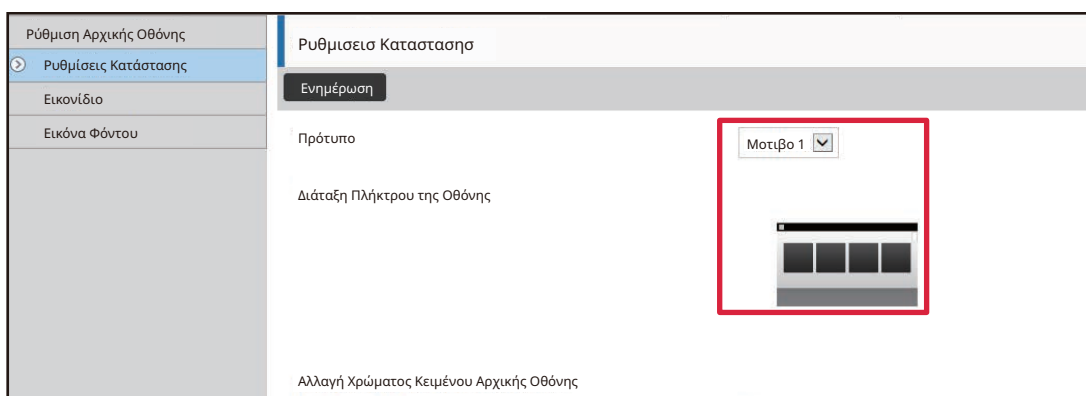 Ρύθμιση Αρχικής Οθόνης
Ρυθμίσεις Κατάστασης
Εικονίδιο
Εικόνα Φόντου
Ρυθμισεισ Καταστασησ
Ενημέρωση
Πρότυπο
Μοτιβο 1
Διάταξη Πλήκτρου της Οθόνης
Αλλαγή Χρώματος Κειμένου Αρχικής Οθόνης